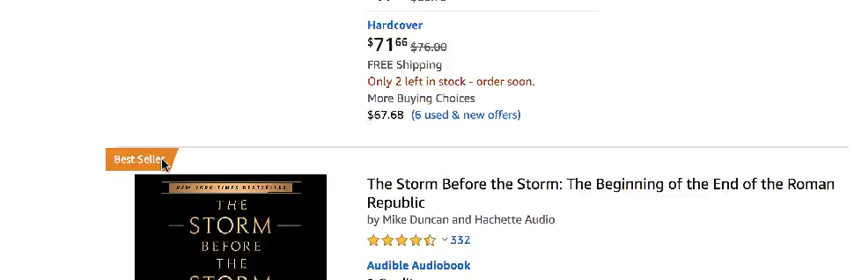 Hardcover
$71 66 $76.00
FREE Shipping
Only 2 left in stock - order soon.
More Buying Choices
$67.68 (6 used & new offers)
Best Seller
NEW YORK TIMES BESTSELLER
THE
STORM
BEFORE
THE
The Storm Before the Storm: The Beginning of the End of the Roman
Republic
by Mike Duncan and Hachette Audio
332
Audible Audiobook